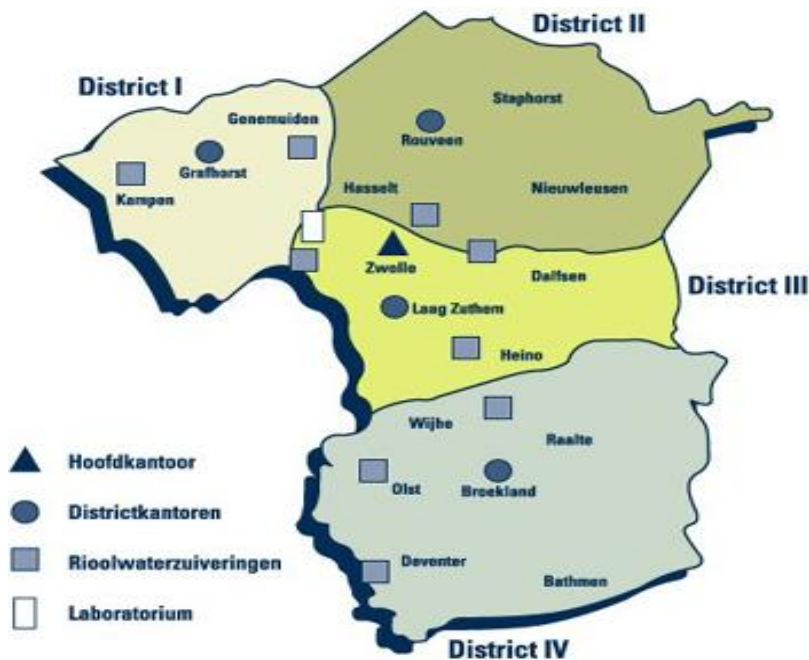 District II
District I
Staphorst
Genemuiden
Rouveen
Grafhorst
Kampen
Hasselt
Nieuwleusen
Zwolle
Dalfsen
District III
Laag Zuthem
Heino
Wijhe
Raalte
Hoofdkantoor
Olst
Broekland
Districtkantoren
Rioolwaterzuiveringen
Deventer
Bathmen
Laboratorium
District IV